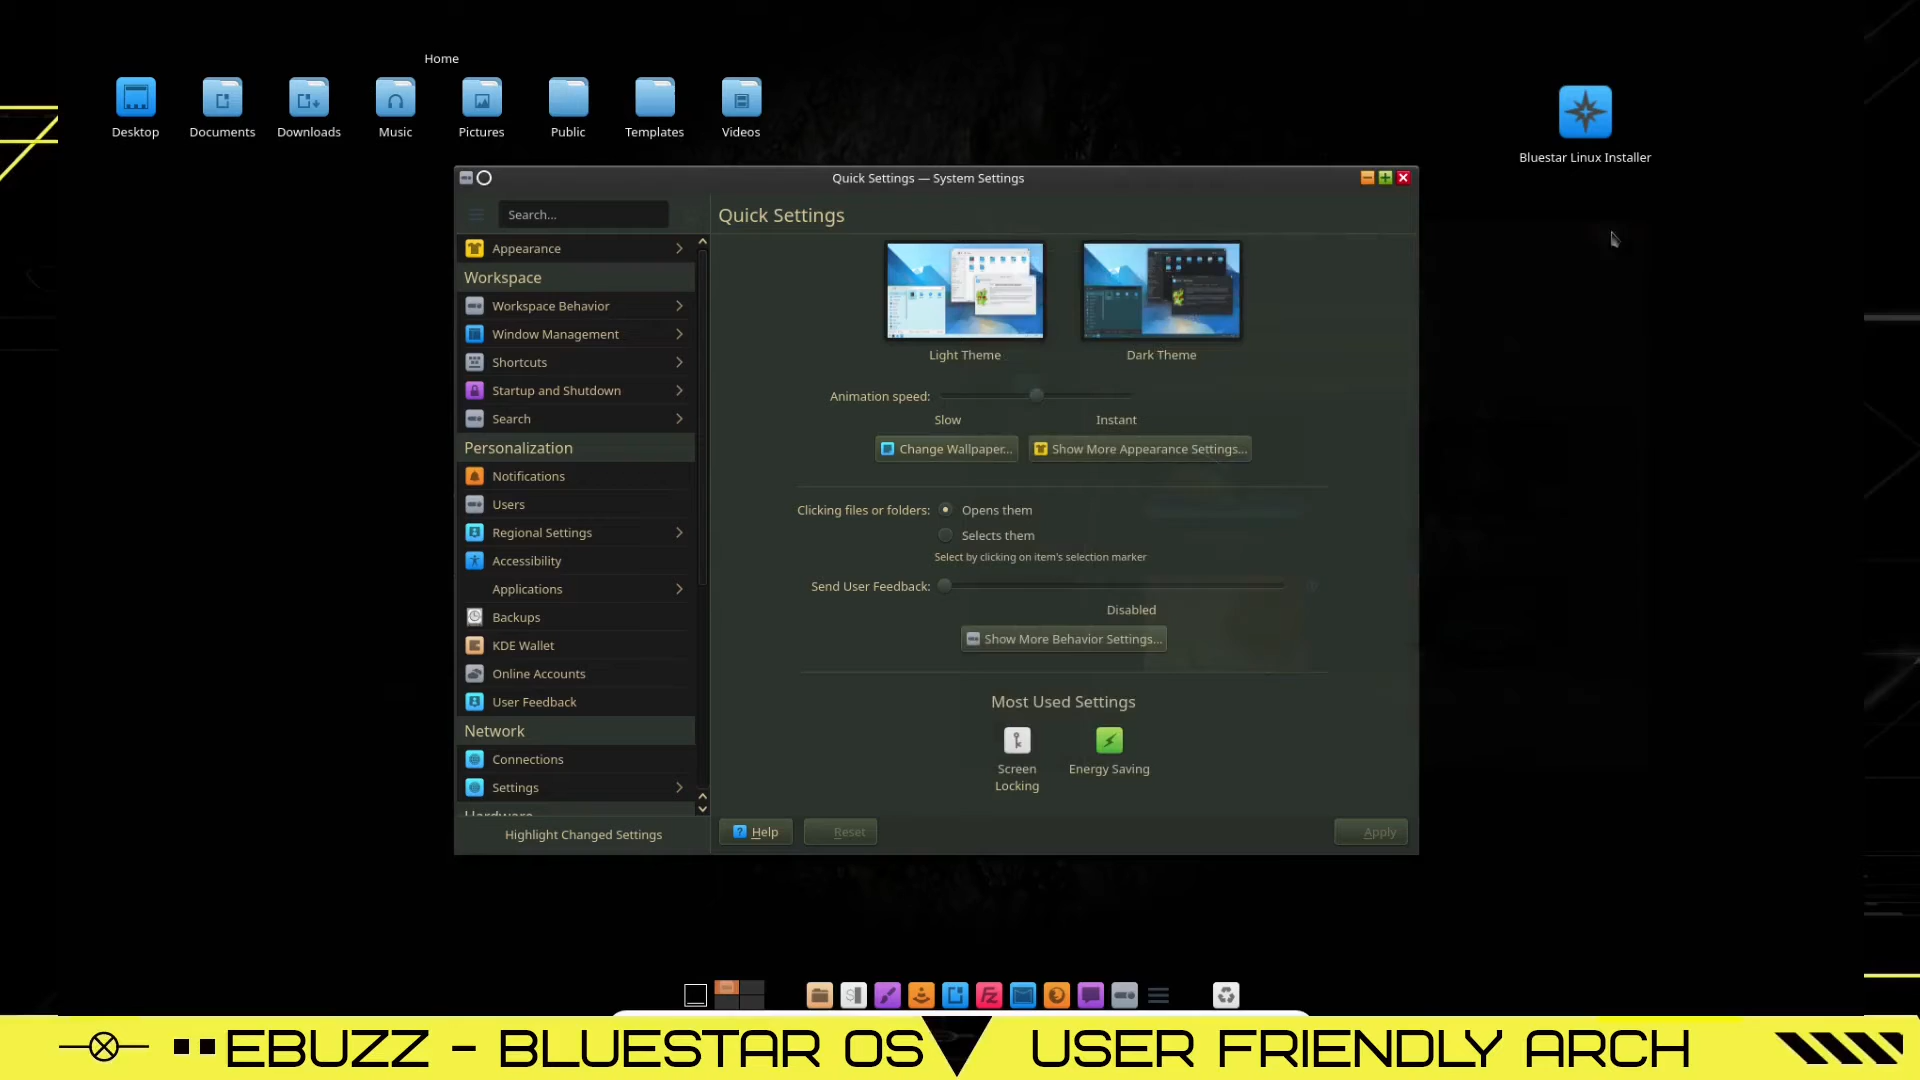 Home
Desktop
Documents
Downloads
Music
Pictures
Public
Templates
Videos
Bluestar Linux Installer
Quick Settings — System Settings
Search...
Quick Settings
Appearance
Workspace
Workspace Behavior
Window Management
Shortcuts
Startup and Shutdown
Search
Personalization
Notifications
Users
Regional Settings
Accessibility
Applications
Backups
KDE Wallet
Online Accounts
User Feedback
Network
Connections
Settings
Hardware
Highlight Changed Settings
Light Theme
Dark Theme
Animation speed:
Slow
Instant
Change Wallpaper...
Show More Appearance Settings...
Clicking files or folders:
Opens them
Selects them
Select by clicking on item's selection marker
Send User Feedback:
Disabled
Show More Behavior Settings...
Most Used Settings
Screen
Locking
Energy Saving
Help
Reset
Apply
EBUZZ - BLUESTAR OS
USER FRIENDLY ARCH